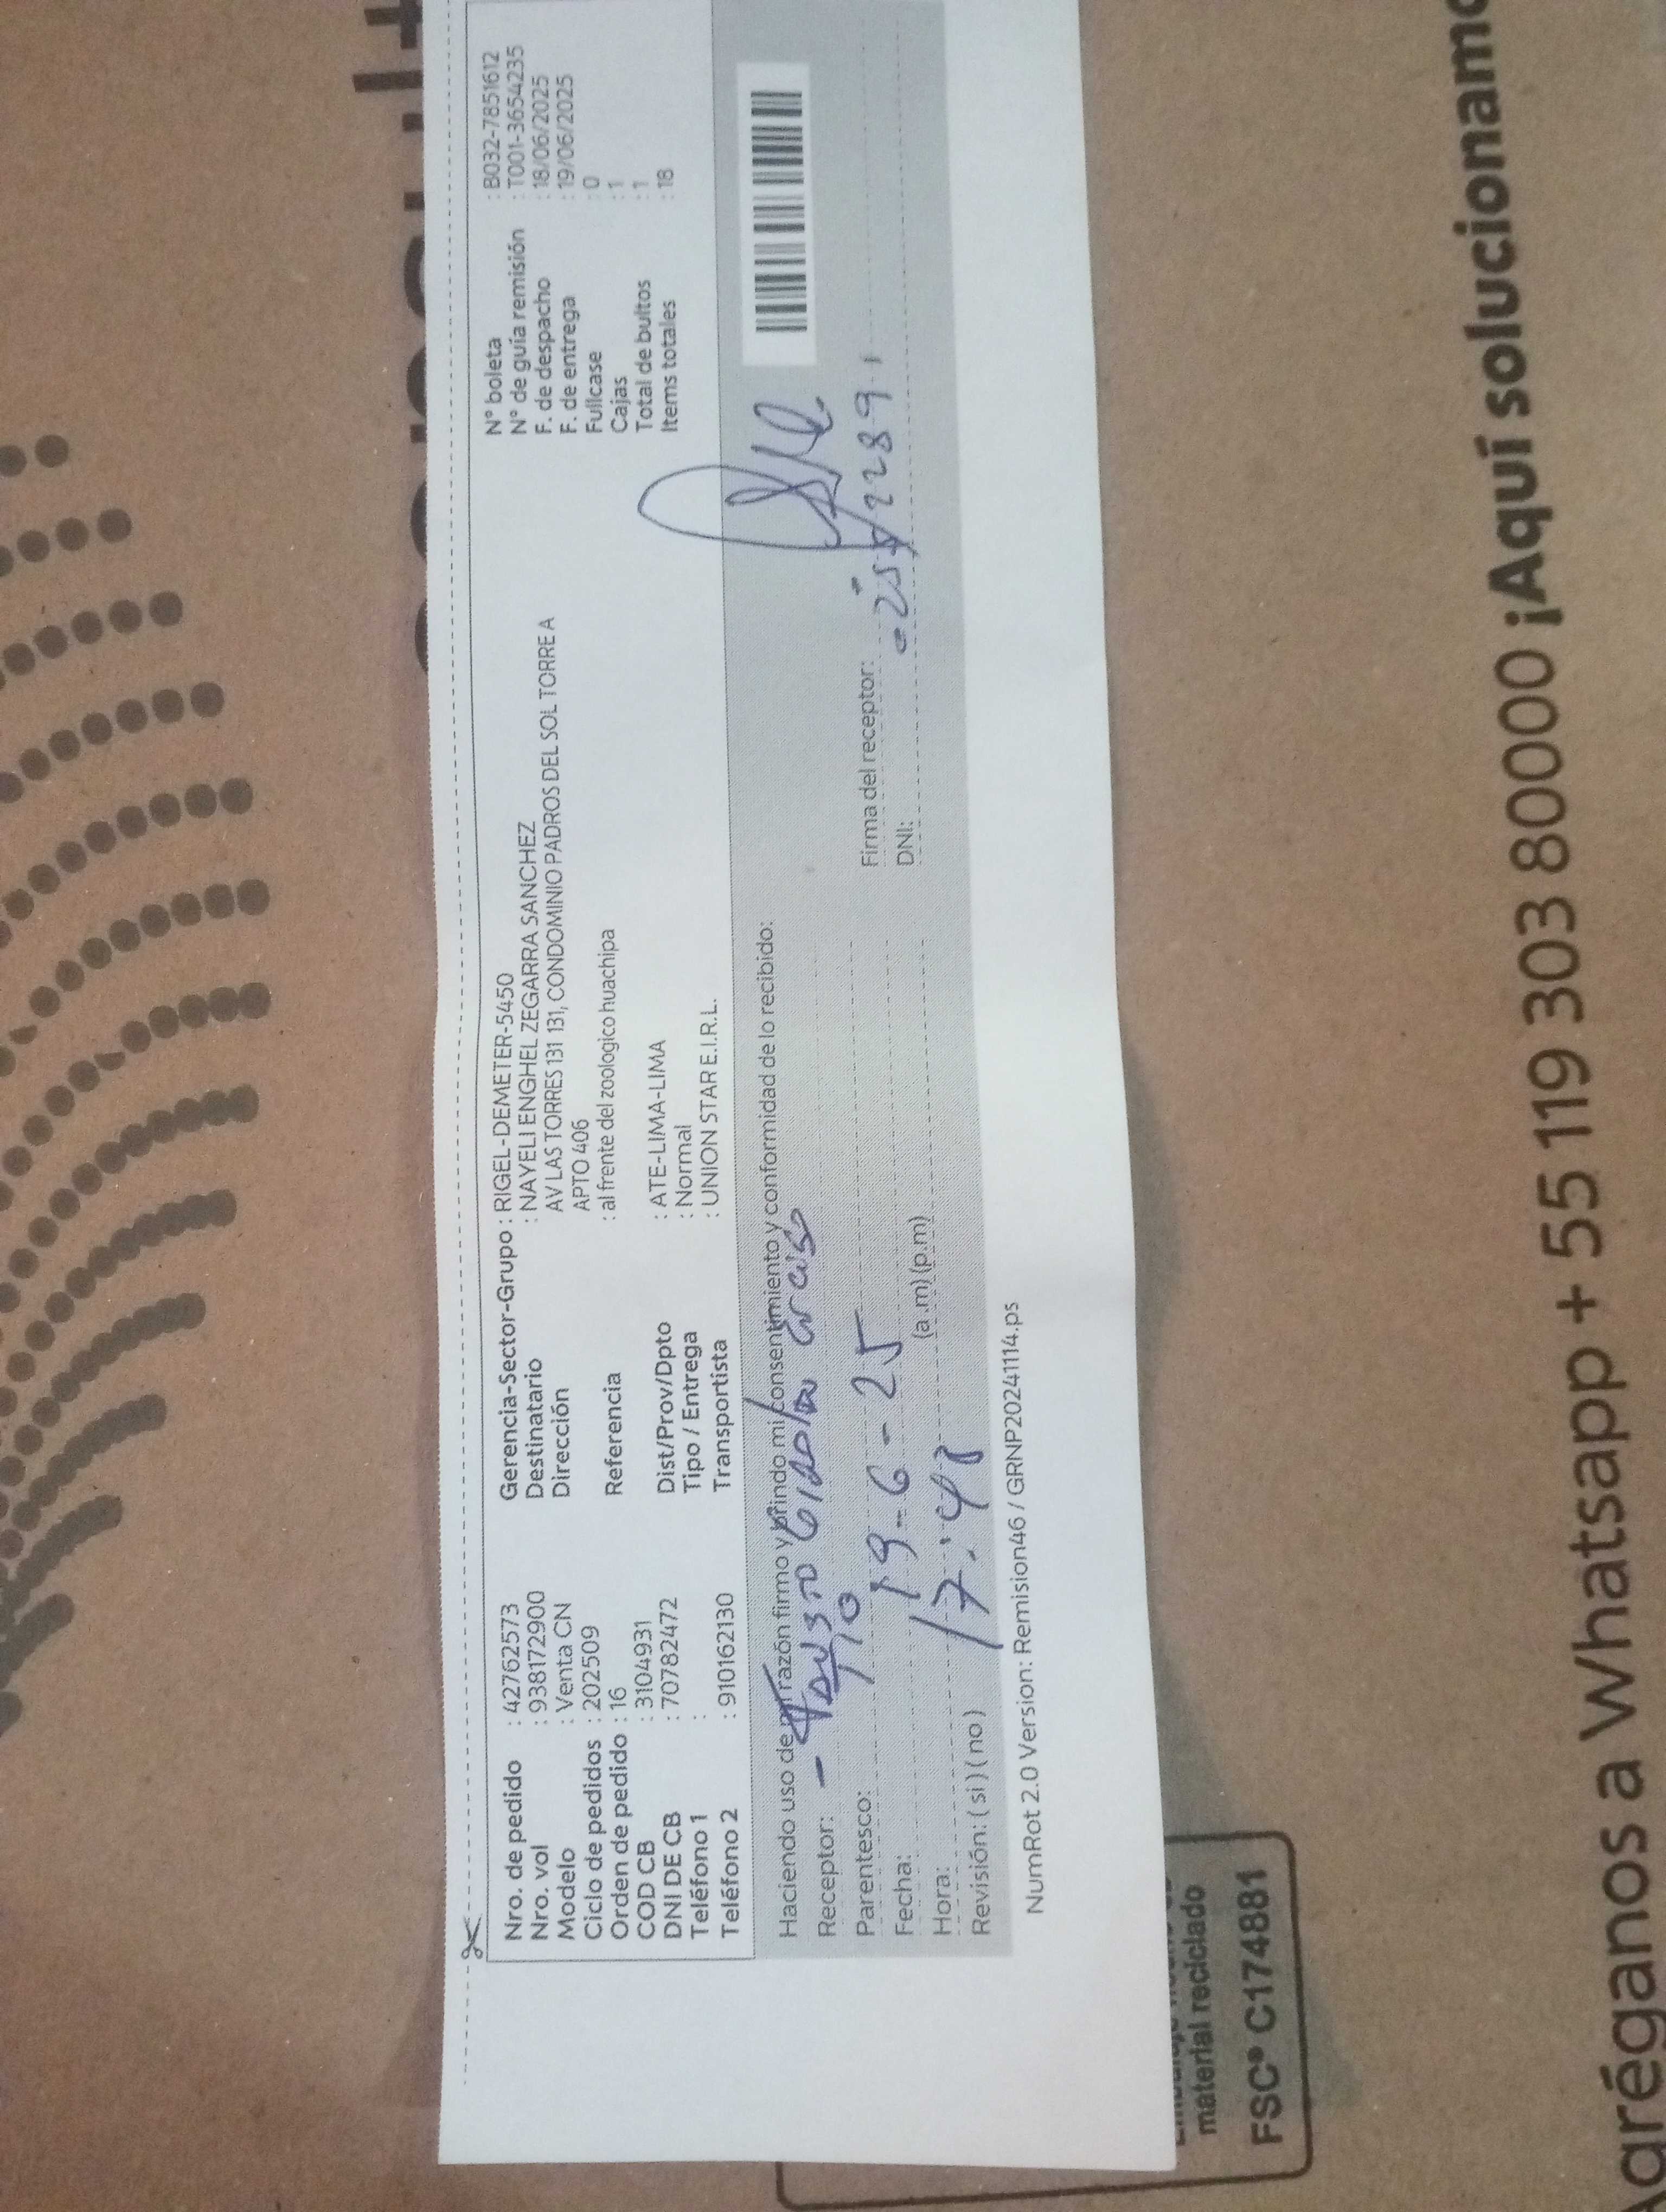 Nro. de pedido : 42762573
Nro. vol : 938172900
Modelo : Venta CN
Ciclo de pedidos : 202509
Orden de pedido : 16
COD CB : 3104931
DNI DE CB : 70782472
Teléfono 1 :
Teléfono 2 : 910162130
Gerencia-Sector-Grupo : RIGEL-DEMETER-5450
Destinatario : NAYELI ENGHEL ZEGARRA SANCHEZ
Dirección AV LAS TORRES 131 131, CONDOMINIO PADROS DEL SOL TORRE A
APTO 406
Referencia : al frente del zoologico huachipa
Dist/Prov/Dpto : ATE-LIMA-LIMA
Tipo / Entrega : Normal
Transportista : UNION STAR E.I.R.L.
N° boleta : B032-7851612
N° de guía remisión : T001-3654235
F. de despacho : 18/06/2025
F. de entrega : 19/06/2025
Fullcase : 0
Cajas : 1
Total de bultos : 1
Items totales : 18
Haciendo uso de mi razón firmo y brindo mi consentimiento y conformidad de lo recibido:
Receptor:
Parentesco: Tio
Fecha: 19-6-25
Hora: 17:48 (a.m) (p.m)
Revisión: ( si ) ( no )
Firma del receptor:
DNI:
NumRot 2.0 Version: Remision46 / GRNP20241114.ps
material reciclado
FSC® C174881
Agréganos a Whatsapp + 55 119 303 80000 ¡Aquí solucionamo